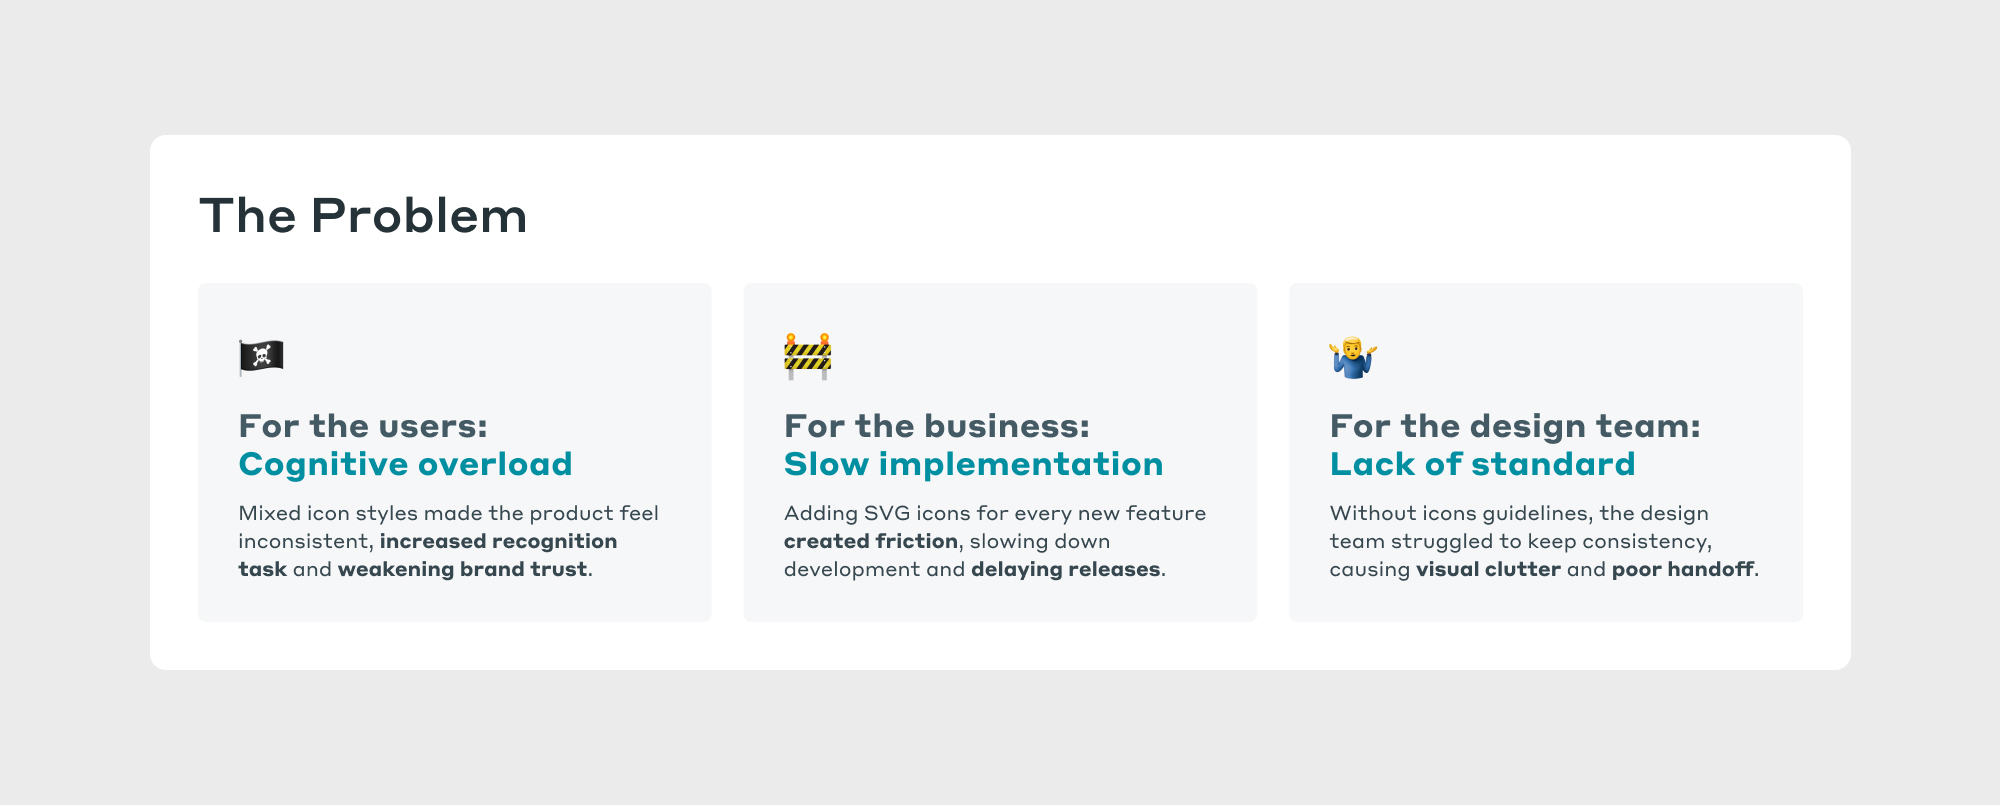 The Problem
For the users:
Cognitive overload
Mixed icon styles made the product feel
inconsistent, increased recognition
task and weakening brand trust.
For the business:
Slow implementation
Adding SVG icons for every new feature
created friction, slowing down
development and delaying releases.
For the design team:
Lack of standard
Without icons guidelines, the design
team struggled to keep consistency,
causing visual clutter and poor handoff.